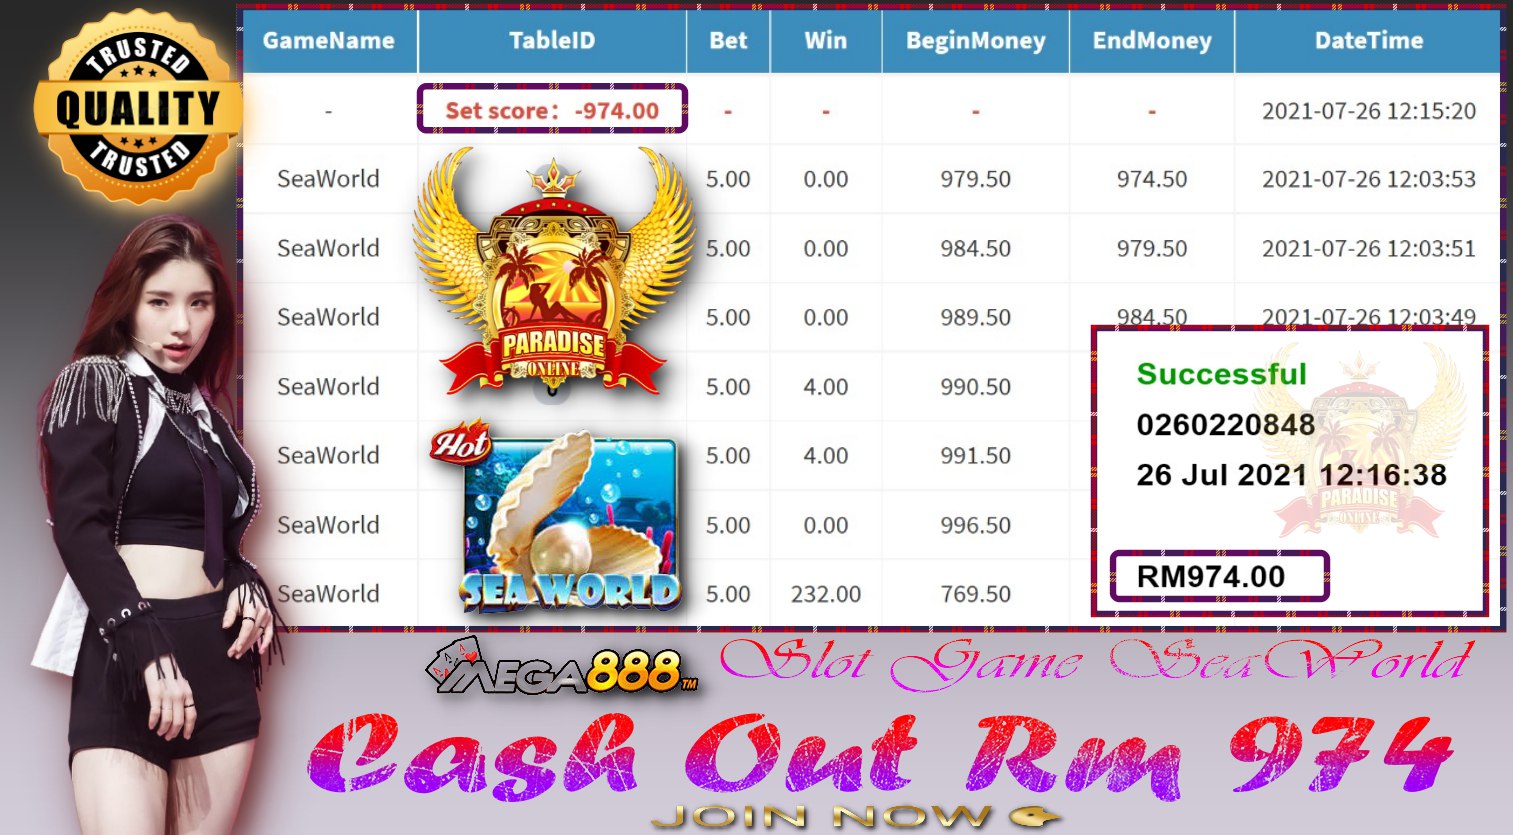 TRUSTED
QUALITY
TRUSTED
GameName TableID Bet Win BeginMoney EndMoney DateTime
- Set score: -974.00 - - - - 2021-07-26 12:15:20
SeaWorld 5.00 0.00 979.50 974.50 2021-07-26 12:03:53
SeaWorld 5.00 0.00 984.50 979.50 2021-07-26 12:03:51
SeaWorld 5.00 0.00 989.50 984.50 2021-07-26 12:03:49
SeaWorld 5.00 4.00 990.50
SeaWorld 5.00 4.00 991.50
SeaWorld 5.00 0.00 996.50
SeaWorld 5.00 232.00 769.50
PARADISE
ONLINE
Hot
SEA WORLD
Successful
0260220848
26 Jul 2021 12:16:38
PARADISE
ONLINE
RM974.00
MEGA888 TM Slot Game SeaWorld
Cash Out Rm 974
JOIN NOW